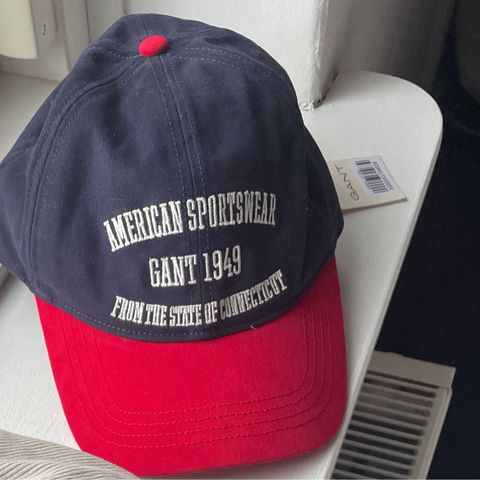 AMERICAN SPORTSWEAR
GANT 1949
FROM THE STATE OF CONNECTICUT
GANT